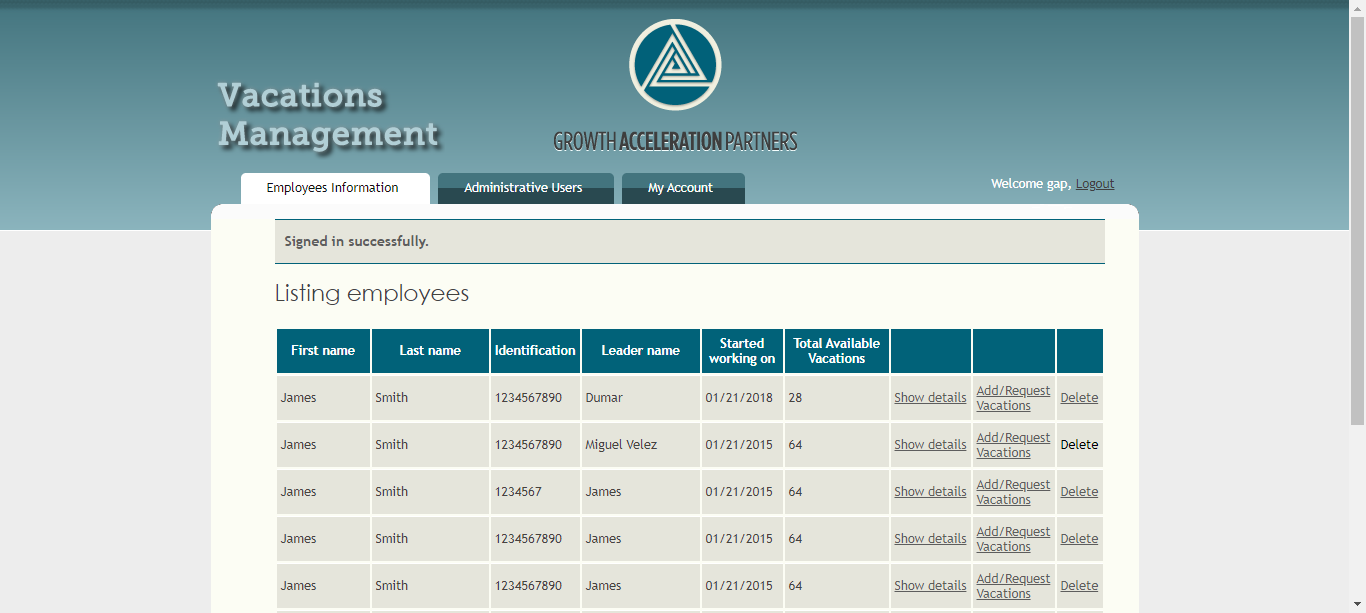 Vacations
Management
GROWTH ACCELERATION PARTNERS
Employees Information Administrative Users My Account Welcome gap, Logout
Signed in successfully.
Listing employees
First name Last name Identification Leader name Started working on Total Available Vacations
James Smith 1234567890 Dumar 01/21/2018 28 Show details Add/Request Vacations Delete
James Smith 1234567890 Miguel Velez 01/21/2015 64 Show details Add/Request Vacations Delete
James Smith 1234567 James 01/21/2015 64 Show details Add/Request Vacations Delete
James Smith 1234567890 James 01/21/2015 64 Show details Add/Request Vacations Delete
James Smith 1234567890 James 01/21/2015 64 Show details Add/Request Vacations Delete